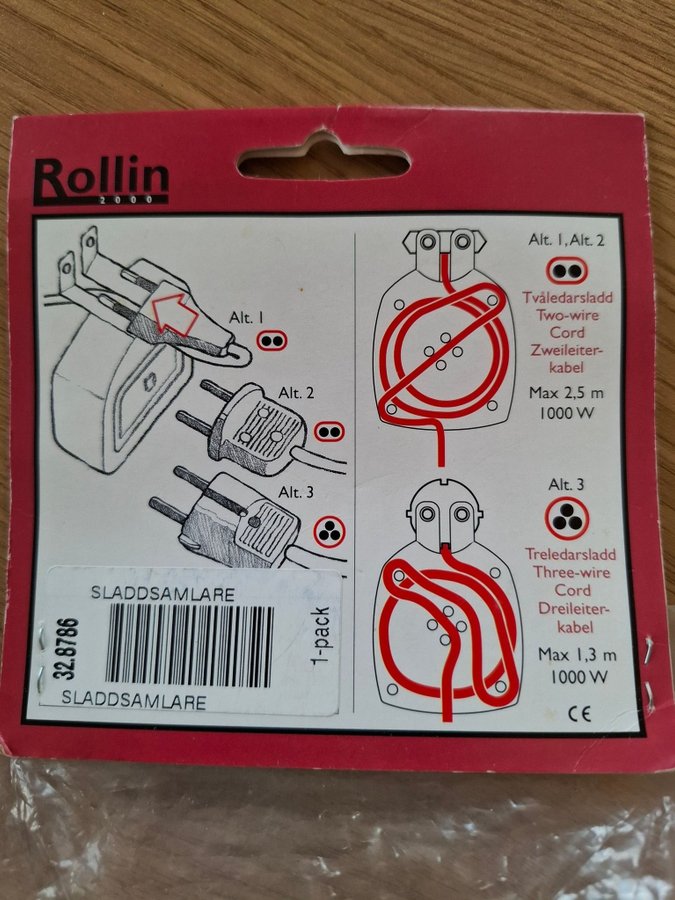 Rollin
2000
Alt. 1
Alt. 2
Alt. 3
SLADDSAMLARE
32.8786
1-pack
SLADDSAMLARE
Alt. 1, Alt. 2
Tvåledarsladd
Two-wire
Cord
Zweileiter-
kabel
Max 2,5 m
1000 W
Alt. 3
Treledarsladd
Three-wire
Cord
Dreileiter-
kabel
Max 1,3 m
1000 W
CE